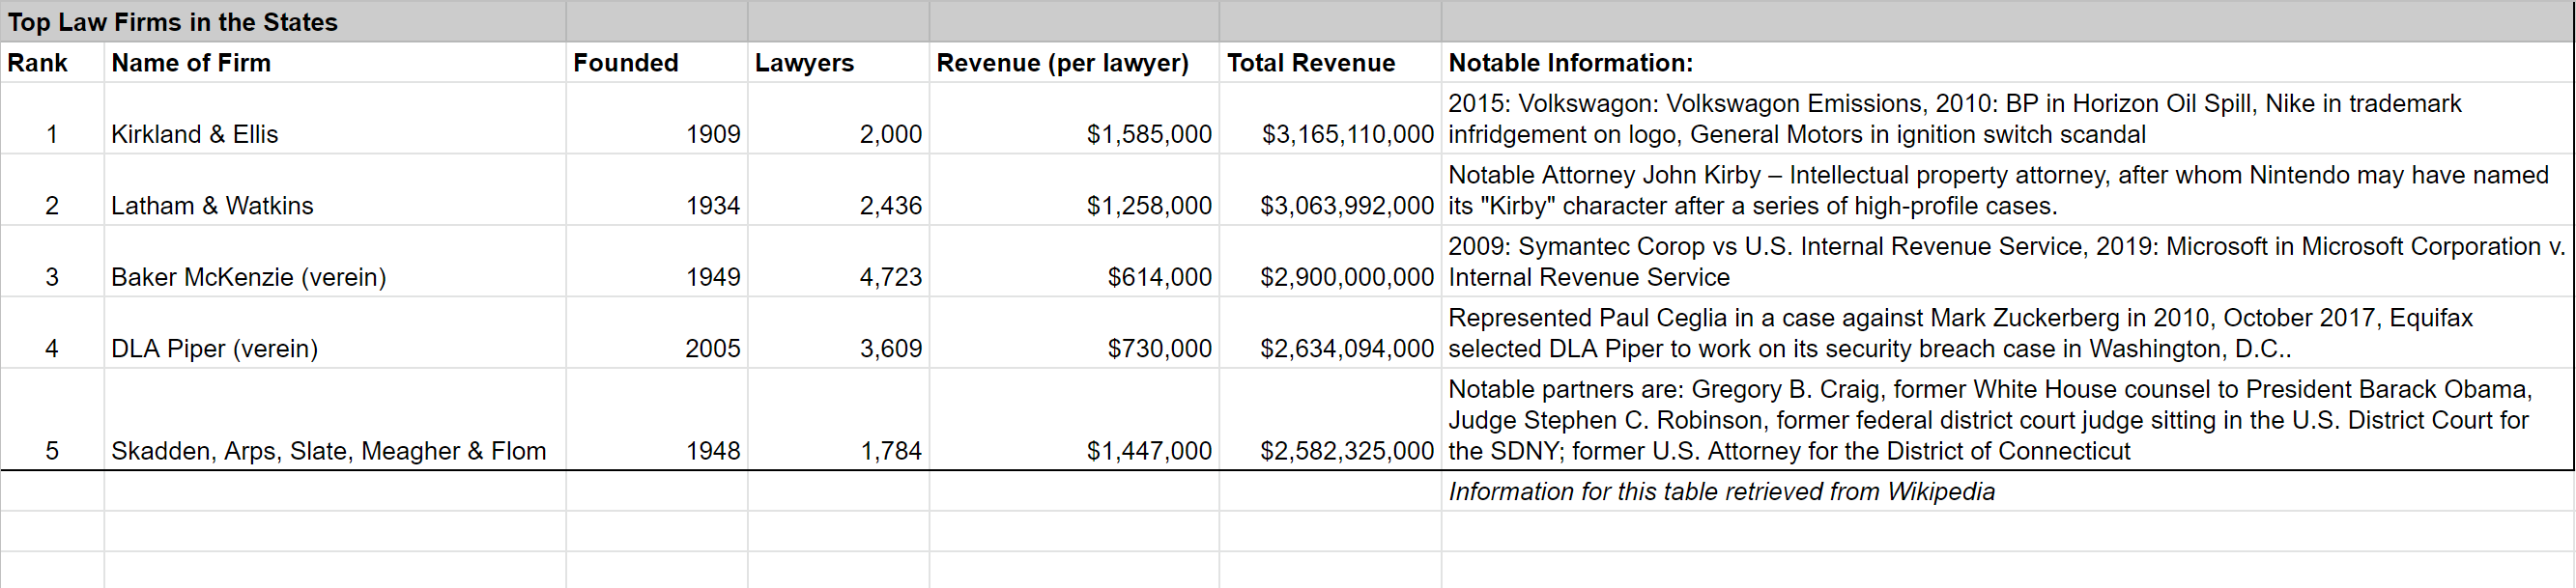 Top Law Firms in the States
Rank Name of Firm Founded Lawyers Revenue (per lawyer) Total Revenue Notable Information:
2015: Volkswagon: Volkswagon Emissions, 2010: BP in Horizon Oil Spill, Nike in trademark
1 Kirkland & Ellis 1909 2,000 $1,585,000 $3,165,110,000 infridgement on logo, General Motors in ignition switch scandal
Notable Attorney John Kirby – Intellectual property attorney, after whom Nintendo may have named
2 Latham & Watkins 1934 2,436 $1,258,000 $3,063,992,000 its "Kirby" character after a series of high-profile cases.
2009: Symantec Corop vs U.S. Internal Revenue Service, 2019: Microsoft in Microsoft Corporation v.
3 Baker McKenzie (verein) 1949 4,723 $614,000 $2,900,000,000 Internal Revenue Service
Represented Paul Ceglia in a case against Mark Zuckerberg in 2010, October 2017, Equifax
4 DLA Piper (verein) 2005 3,609 $730,000 $2,634,094,000 selected DLA Piper to work on its security breach case in Washington, D.C..
Notable partners are: Gregory B. Craig, former White House counsel to President Barack Obama,
Judge Stephen C. Robinson, former federal district court judge sitting in the U.S. District Court for
5 Skadden, Arps, Slate, Meagher & Flom 1948 1,784 $1,447,000 $2,582,325,000 the SDNY; former U.S. Attorney for the District of Connecticut
Information for this table retrieved from Wikipedia